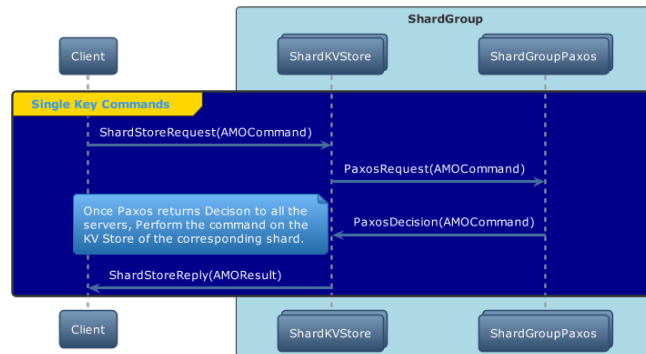 ShardGroup
Client
ShardKVStore
ShardGroupPaxos
Single Key Commands
ShardStoreRequest(AMOCommand)
PaxosRequest(AMOCommand)
Once Paxos returns Decison to all the
servers, Perform the command on the
KV Store of the corresponding shard.
PaxosDecision(AMOCommand)
ShardStoreReply(AMOResult)
Client
ShardKVStore
ShardGroupPaxos